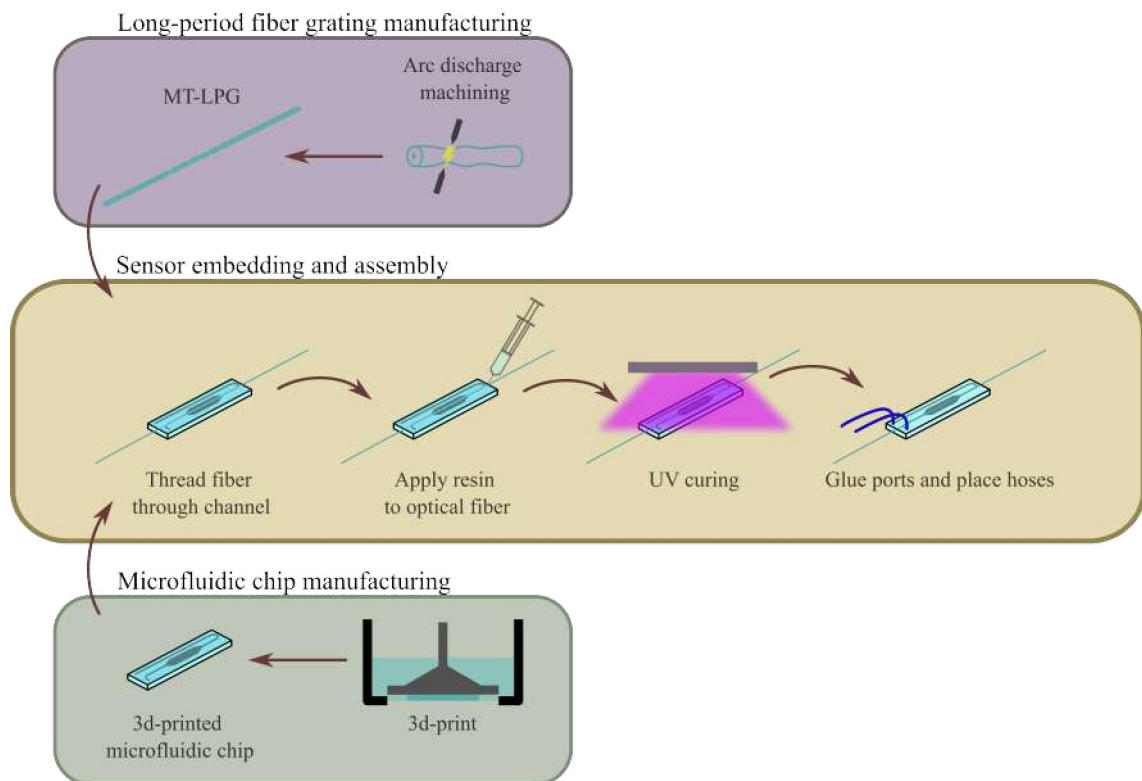 Long-period fiber grating manufacturing
Arc discharge
machining
MT-LPG
Sensor embedding and assembly
Thread fiber
through channel
Apply resin
to optical fiber
UV curing
Glue ports and place hoses
Microfluidic chip manufacturing
3d-printed
microfluidic chip
3d-print